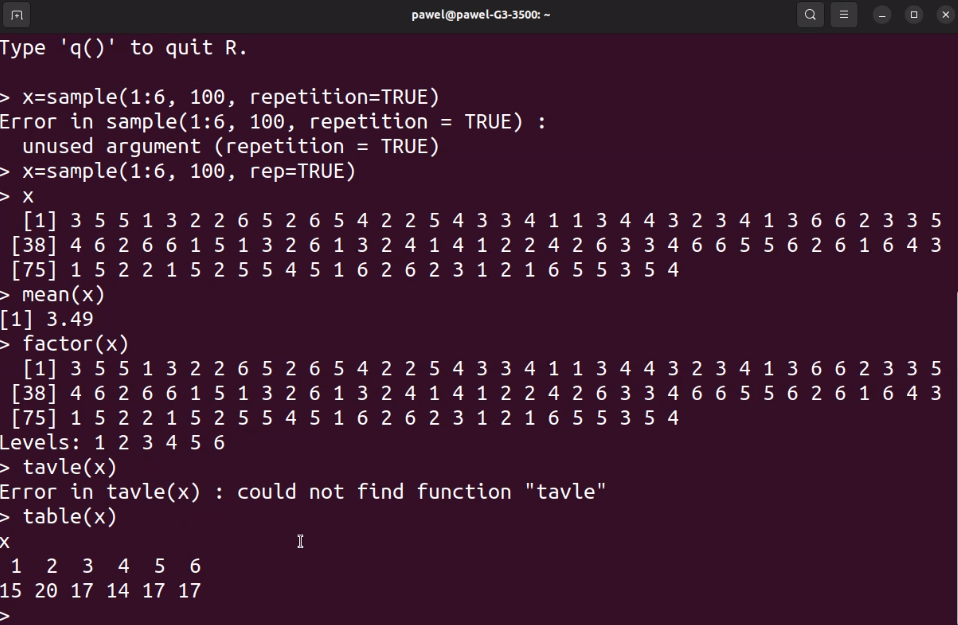 pawel@pawel-G3-3500: ~
Type 'q()' to quit R.
> x=sample(1:6, 100, repetition=TRUE)
Error in sample(1:6, 100, repetition = TRUE) :
  unused argument (repetition = TRUE)
> x=sample(1:6, 100, rep=TRUE)
> x
  [1] 3 5 5 1 3 2 2 6 5 2 6 5 4 2 2 5 4 3 3 4 1 1 3 4 4 3 2 3 4 1 3 6 6 2 3 3 5
 [38] 4 6 2 6 6 1 5 1 3 2 6 1 3 2 4 1 4 1 2 2 4 2 6 3 3 4 6 6 5 5 6 2 6 1 6 4 3
 [75] 1 5 2 2 1 5 2 5 5 4 5 1 6 2 6 2 3 1 2 1 6 5 5 3 5 4
> mean(x)
[1] 3.49
> factor(x)
  [1] 3 5 5 1 3 2 2 6 5 2 6 5 4 2 2 5 4 3 3 4 1 1 3 4 4 3 2 3 4 1 3 6 6 2 3 3 5
 [38] 4 6 2 6 6 1 5 1 3 2 6 1 3 2 4 1 4 1 2 2 4 2 6 3 3 4 6 6 5 5 6 2 6 1 6 4 3
 [75] 1 5 2 2 1 5 2 5 5 4 5 1 6 2 6 2 3 1 2 1 6 5 5 3 5 4
Levels: 1 2 3 4 5 6
> tavle(x)
Error in tavle(x) : could not find function "tavle"
> table(x)
x
 1  2  3  4  5  6
15 20 17 14 17 17
>